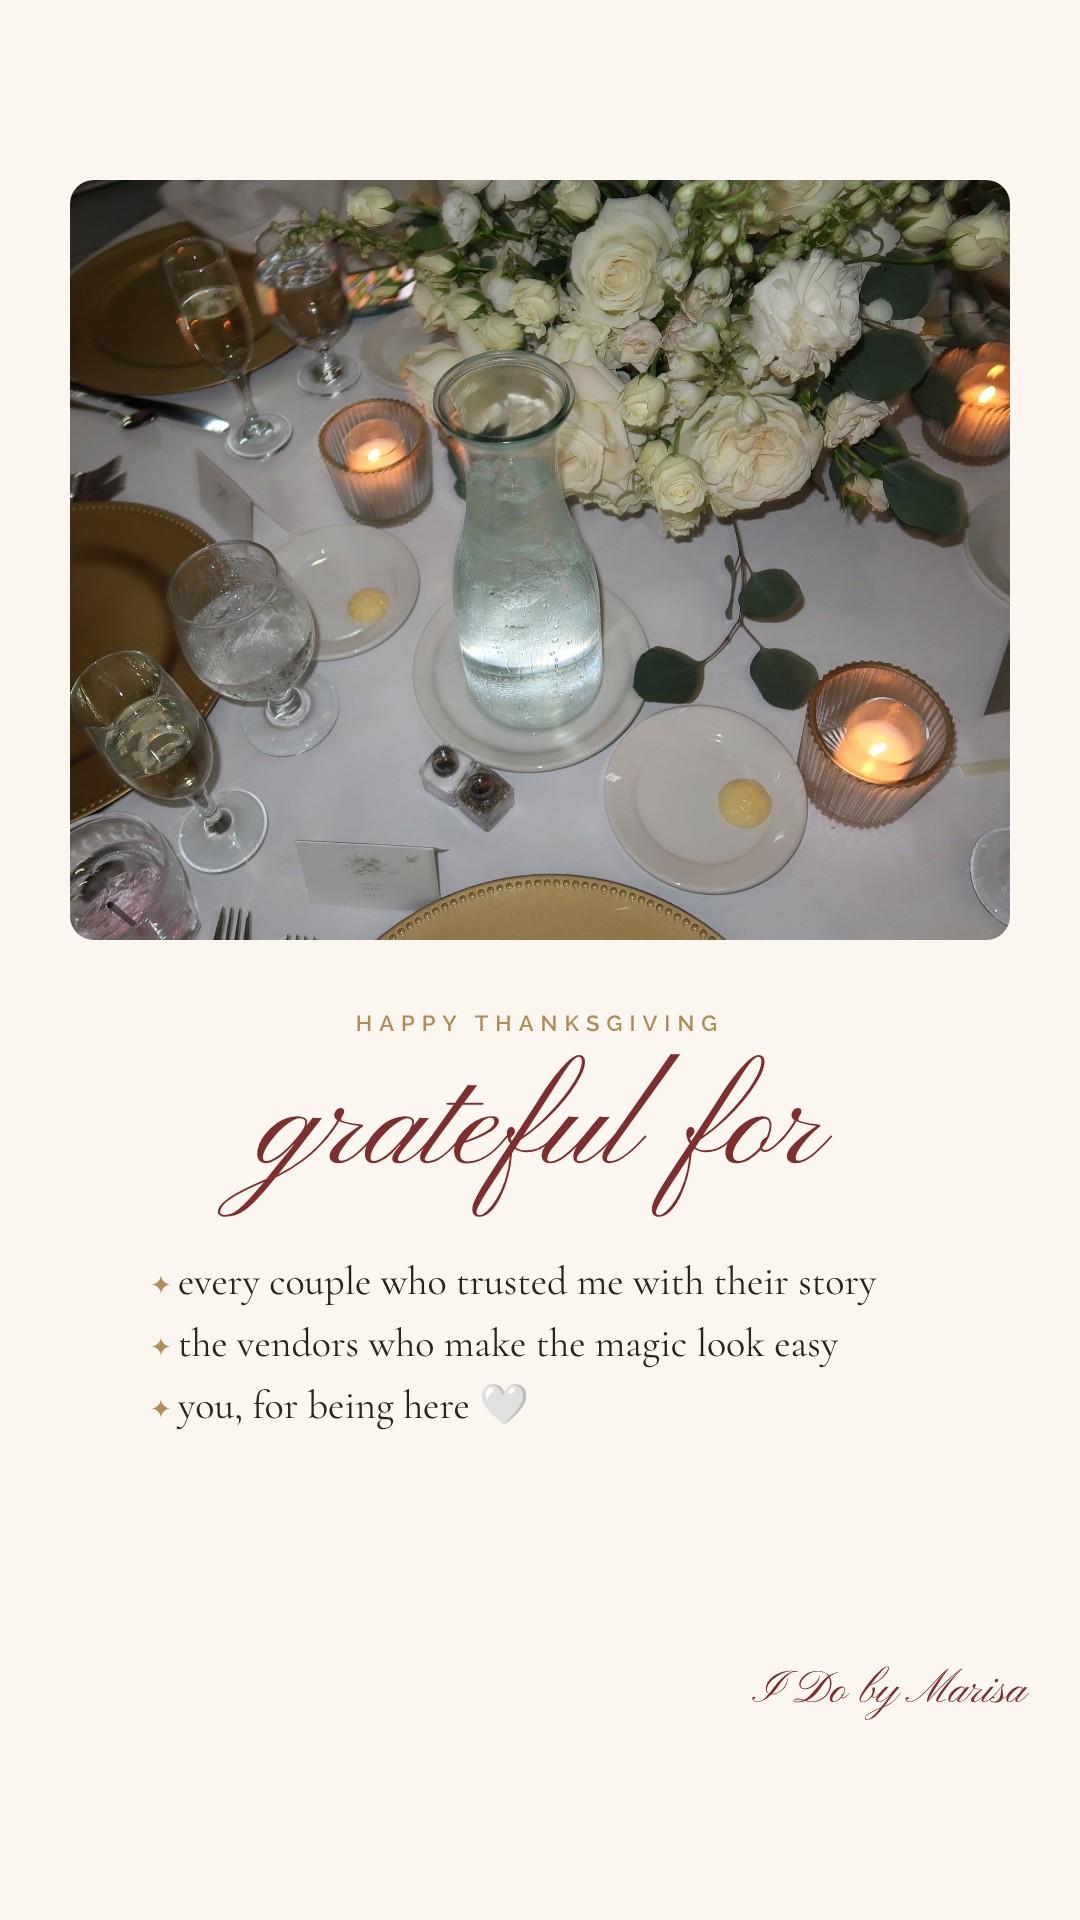 HAPPY THANKSGIVING
grateful for
✦ every couple who trusted me with their story
✦ the vendors who make the magic look easy
✦ you, for being here 🤍
I Do by Marisa